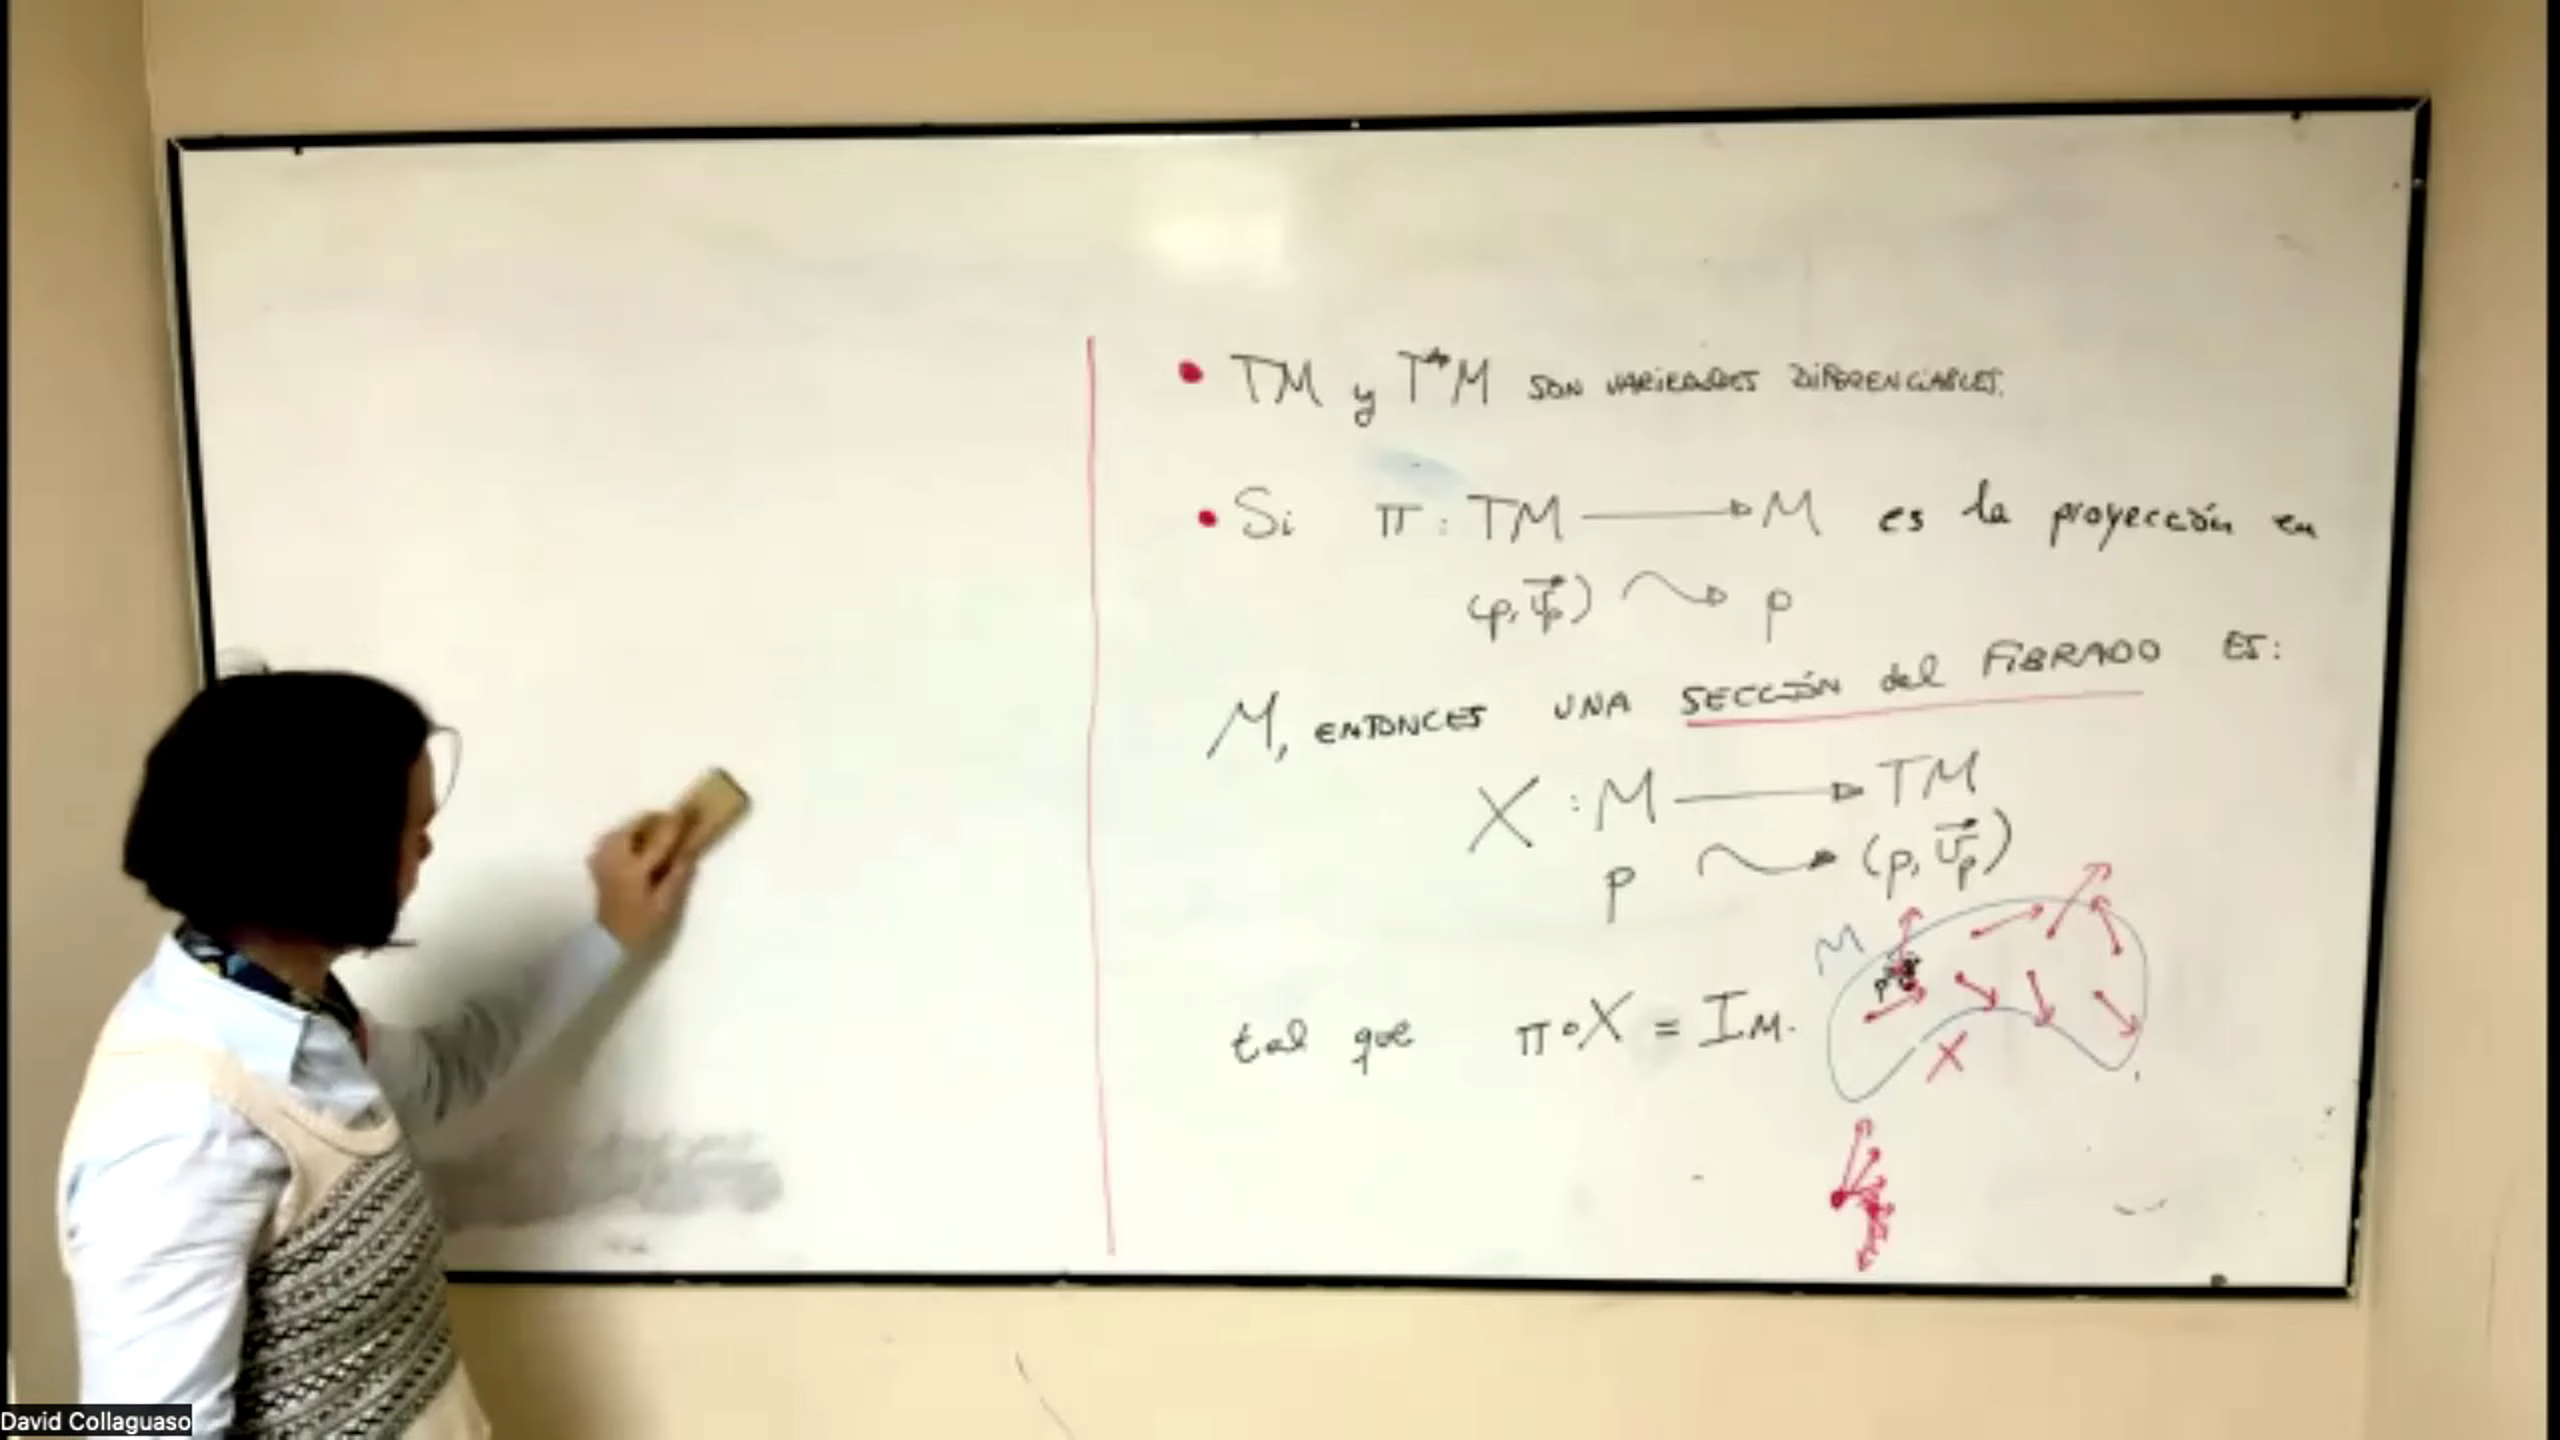 • TM y T*M SON VARIEDADES DIFERENCIABLES.
• Si π : TM → M es la proyección en
(p, v⃗p) ⤳ p
M, ENTONCES UNA SECCIÓN del FIBRADO ES:
X : M → TM
p ⤳ (p, v⃗p)
M
p
tal que π∘X = IM.
X
David Collaguaso